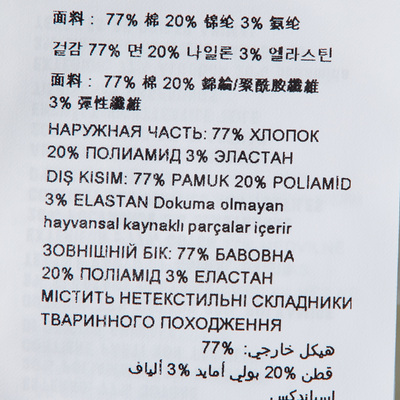 面料： 77% 棉 20% 锦纶 3% 氨纶
겉감 77% 면 20% 나일론 3% 엘라스틴
面料： 77% 棉 20% 錦綸/聚酰胺纖維
3% 彈性纖維
НАРУЖНАЯ ЧАСТЬ: 77% ХЛОПОК
20% ПОЛИАМИД 3% ЭЛАСТАН
DIŞ KISIM: 77% PAMUK 20% POLİAMİD
3% ELASTAN Dokuma olmayan
hayvansal kaynaklı parçalar içerir
ЗОВНІШНІЙ БІК: 77% БАВОВНА
20% ПОЛІАМІД 3% ЕЛАСТАН
МІСТИТЬ НЕТЕКСТИЛЬНІ СКЛАДНИКИ
ТВАРИННОГО ПОХОДЖЕННЯ
هيكل خارجي: 77%
قطن 20% بولي أمايد 3% ألياف